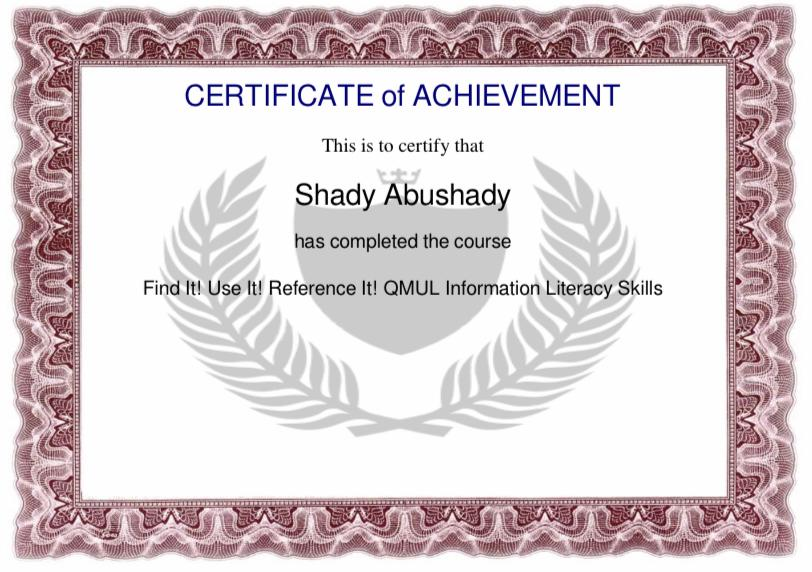 CERTIFICATE of ACHIEVEMENT
This is to certify that
Shady Abushady
has completed the course
Find It! Use It! Reference It! QMUL Information Literacy Skills